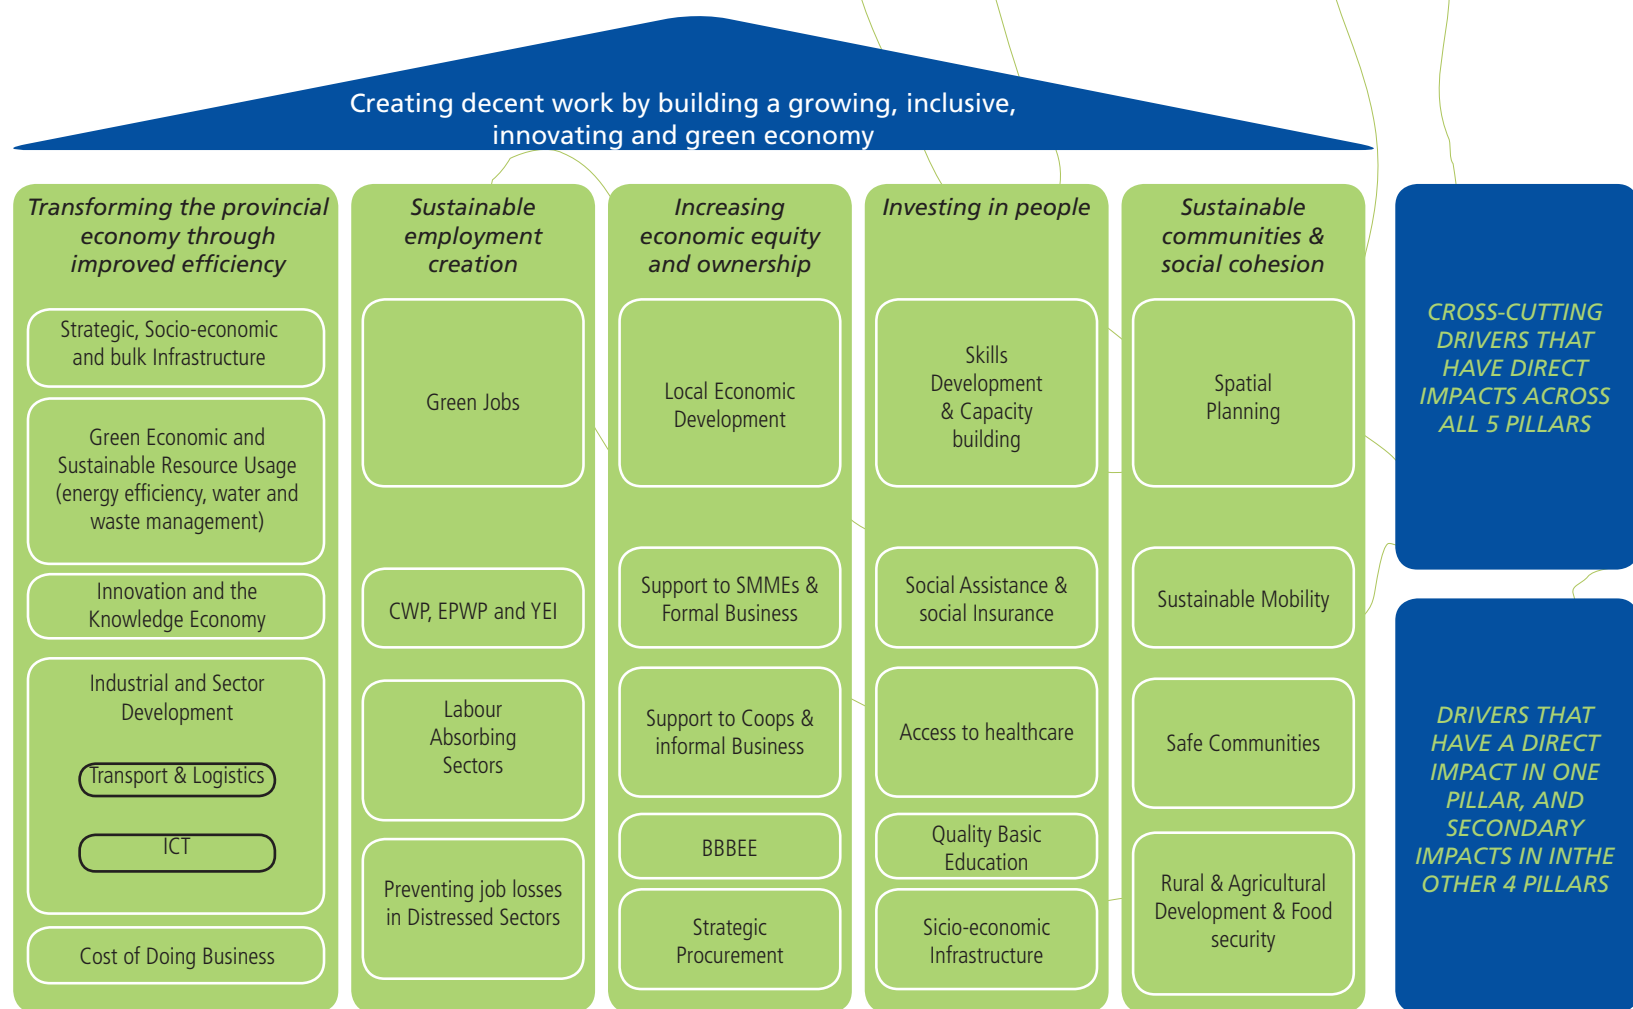 Creating decent work by building a growing, inclusive,
innovating and green economy
Transforming the provincial
economy through
improved efficiency
Strategic, Socio-economic
and bulk Infrastructure
Green Economic and
Sustainable Resource Usage
(energy efficiency, water and
waste management)
Innovation and the
Knowledge Economy
Industrial and Sector
Development
Transport & Logistics
ICT
Cost of Doing Business
Sustainable
employment
creation
Green Jobs
CWP, EPWP and YEI
Labour
Absorbing
Sectors
Preventing job losses
in Distressed Sectors
Increasing
economic equity
and ownership
Local Economic
Development
Support to SMMEs &
Formal Business
Support to Coops &
informal Business
BBBEE
Strategic
Procurement
Investing in people
Skills
Development
& Capacity
building
Social Assistance &
social Insurance
Access to healthcare
Quality Basic
Education
Sicio-economic
Infrastructure
Sustainable
communities &
social cohesion
Spatial
Planning
Sustainable Mobility
Safe Communities
Rural & Agricultural
Development & Food
security
CROSS-CUTTING
DRIVERS THAT
HAVE DIRECT
IMPACTS ACROSS
ALL 5 PILLARS
DRIVERS THAT
HAVE A DIRECT
IMPACT IN ONE
PILLAR, AND
SECONDARY
IMPACTS IN INTHE
OTHER 4 PILLARS